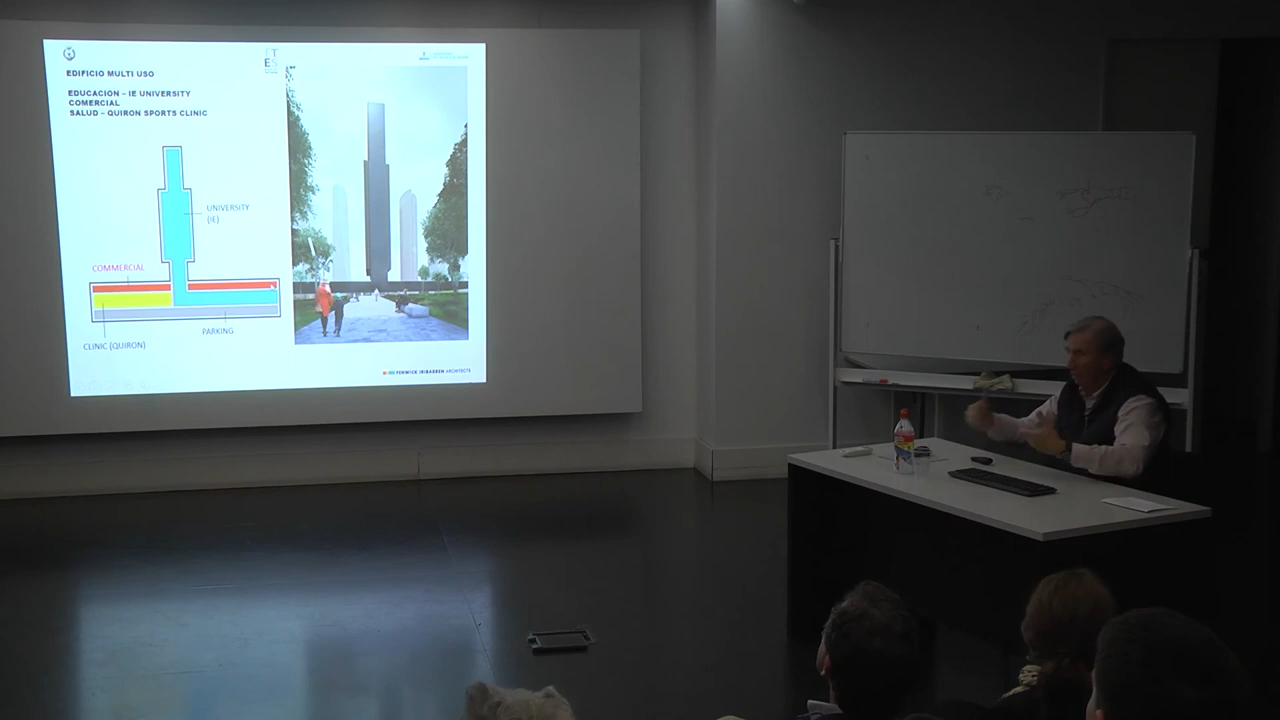 EDIFICIO MULTI USO
EDUCACION – IE UNIVERSITY
COMERCIAL
SALUD – QUIRON SPORTS CLINIC
UNIVERSITY
(IE)
COMMERCIAL
PARKING
CLINIC (QUIRON)
FENWICK IRIBARREN ARCHITECTS